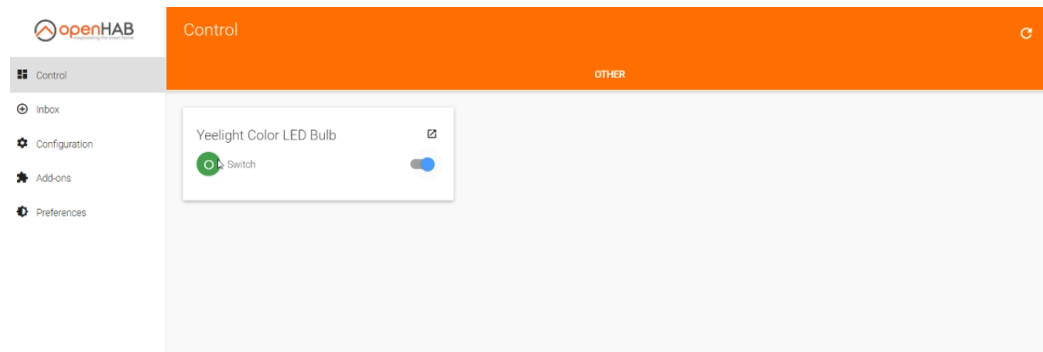 openHAB
empowering the smart home
Control
Control
OTHER
Inbox
Configuration
Add-ons
Preferences
Yeelight Color LED Bulb
O
Switch